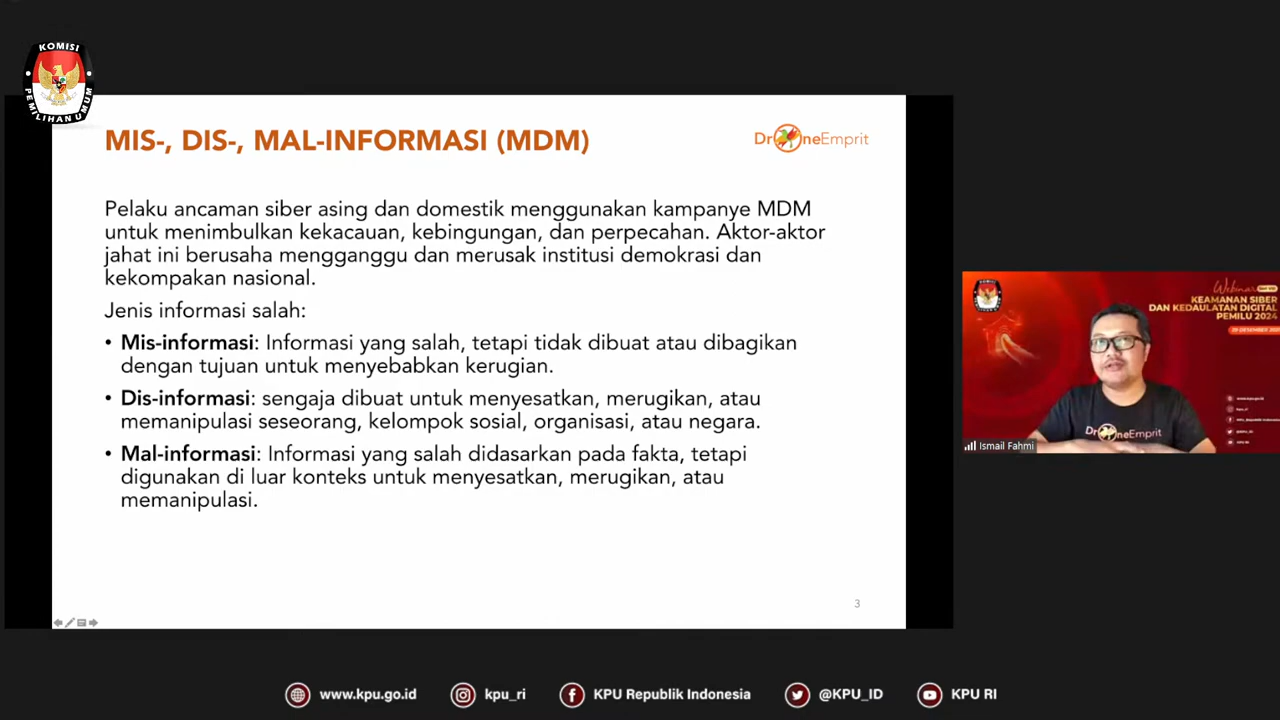 KOMISI
PEMILIHAN UMUM
MIS-, DIS-, MAL-INFORMASI (MDM)
DroneEmprit
Pelaku ancaman siber asing dan domestik menggunakan kampanye MDM
untuk menimbulkan kekacauan, kebingungan, dan perpecahan. Aktor-aktor
jahat ini berusaha mengganggu dan merusak institusi demokrasi dan
kekompakan nasional.
Jenis informasi salah:
• Mis-informasi: Informasi yang salah, tetapi tidak dibuat atau dibagikan
dengan tujuan untuk menyebabkan kerugian.
• Dis-informasi: sengaja dibuat untuk menyesatkan, merugikan, atau
memanipulasi seseorang, kelompok sosial, organisasi, atau negara.
• Mal-informasi: Informasi yang salah didasarkan pada fakta, tetapi
digunakan di luar konteks untuk menyesatkan, merugikan, atau
memanipulasi.
3
Webinar
KEAMANAN SIBER
DAN KEDAULATAN DIGITAL
PEMILU 2024
DroneEmprit
Ismail Fahmi
www.kpu.go.id
kpu_ri
KPU Republik Indonesia
@KPU_ID
KPU RI